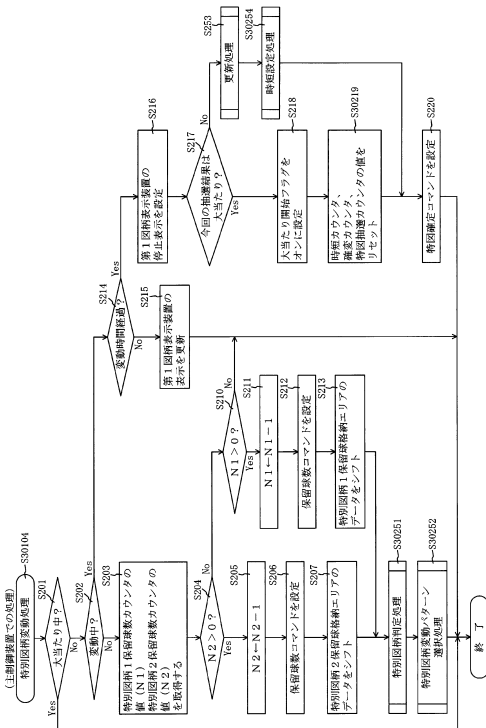 (主制御装置での処理)
特別図柄変動処理
S30104
大当たり中?
S201
Yes
No
変動中?
S202
Yes
No
特別図柄1保留球数カウンタの
値(N1)
特別図柄2保留球数カウンタの
値(N2)
を取得する
S203
N2>0?
S204
No
Yes
N2←N2-1
S205
保留球数コマンドを設定
S206
特別図柄2保留球格納エリアの
データをシフト
S207
N1>0?
S210
No
Yes
N1←N1-1
S211
保留球数コマンドを設定
S212
特別図柄1保留球格納エリアの
データをシフト
S213
特別図柄判定処理
S30251
特別図柄変動パターン
選択処理
S30252
変動時間経過?
S214
Yes
No
第1図柄表示装置の
表示を更新
S215
第1図柄表示装置の
停止表示を設定
S216
今回の抽選結果は
大当たり?
S217
No
Yes
大当たり開始フラグを
オンに設定
S218
時短カウンタ、
確変カウンタ、
特図抽選カウンタの値を
リセット
S30219
更新処理
S253
時短設定処理
S30254
特図確定コマンドを設定
S220
終了